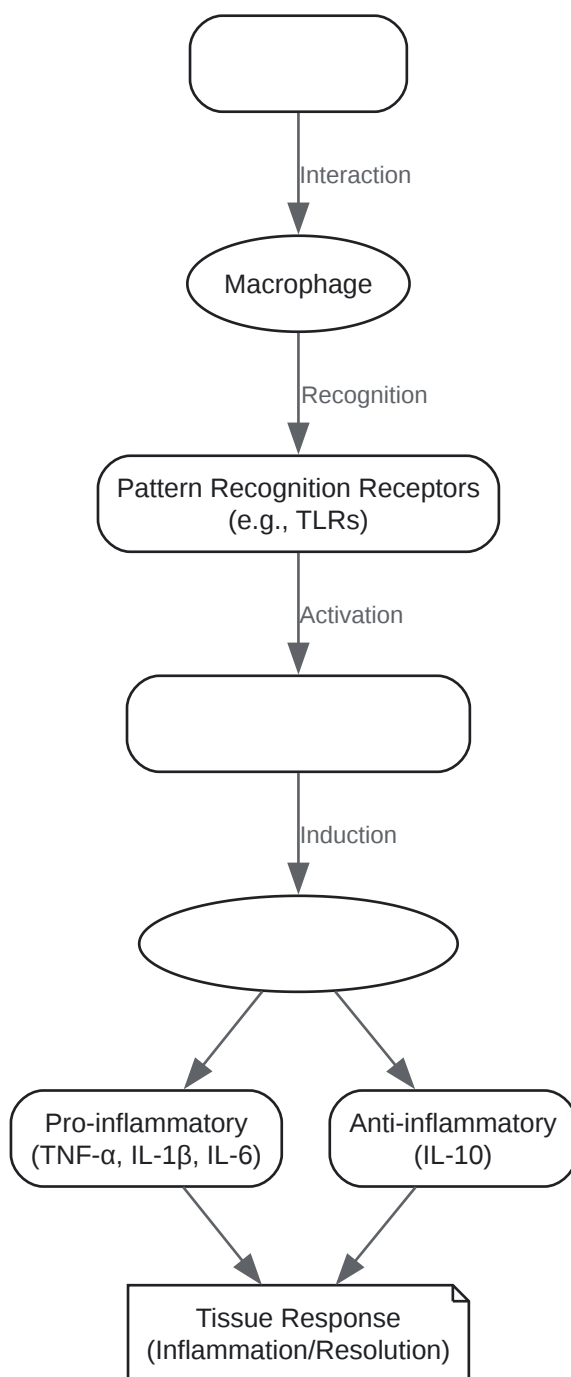 Interaction
Macrophage
Recognition
Pattern Recognition Receptors
(e.g., TLRs)
Activation
Induction
Pro-inflammatory
(TNF-α, IL-1β, IL-6)
Anti-inflammatory
(IL-10)
Tissue Response
(Inflammation/Resolution)